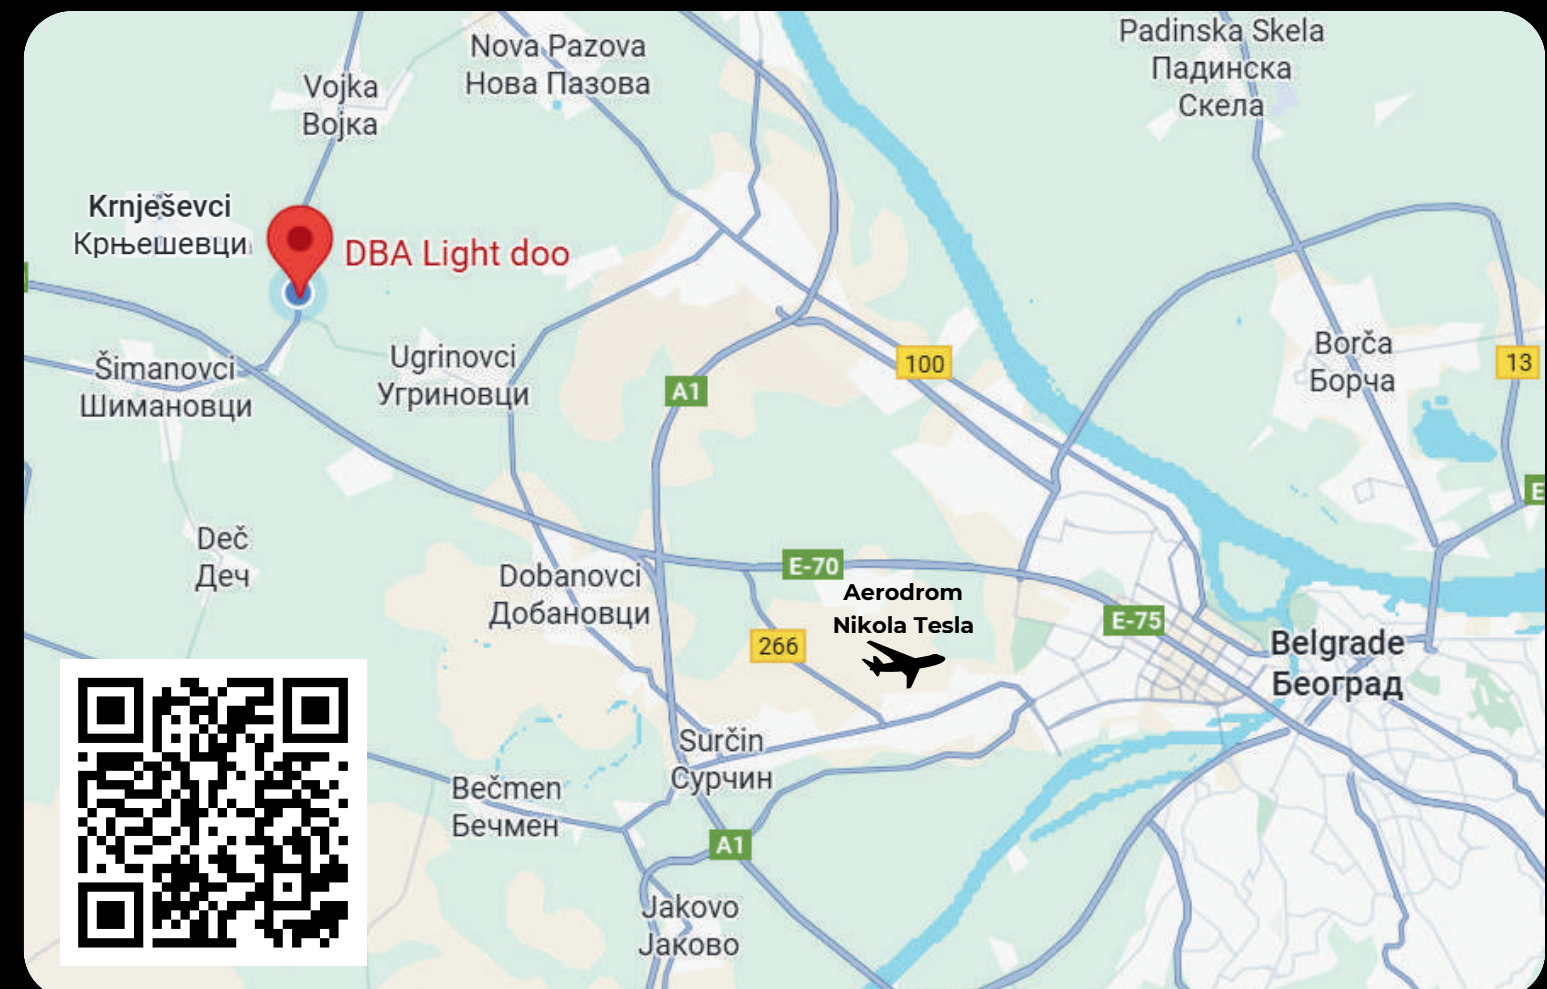 Nova Pazova
Нова Пазова
Padinska Skela
Падинска
Скела
Vojka
Војка
Krnješevci
Крњешевци
DBA Light doo
Šimanovci
Шимановци
Ugrinovci
Угриновци
A1
100
Borča
Борча
13
E
Deč
Деч
Dobanovci
Добановци
E-70
Aerodrom
Nikola Tesla
266
E-75
Belgrade
Београд
Surčin
Сурчин
Bečmen
Бечмен
A1
Jakovo
Јаково